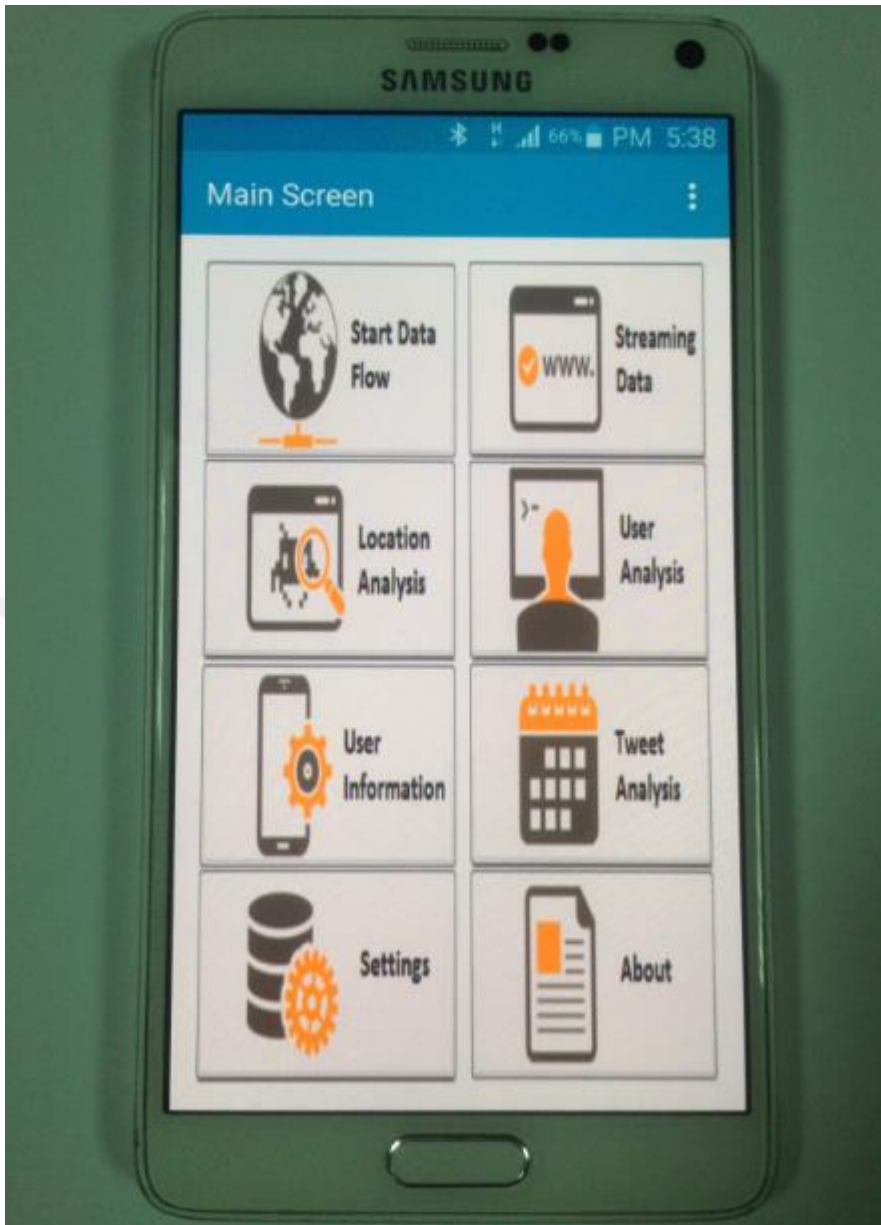 SAMSUNG
H 66% PM 5:38
Main Screen
Start Data
Flow
www.
Streaming
Data
>-
Location
Analysis
User
Analysis
User
Information
Tweet
Analysis
Settings
About